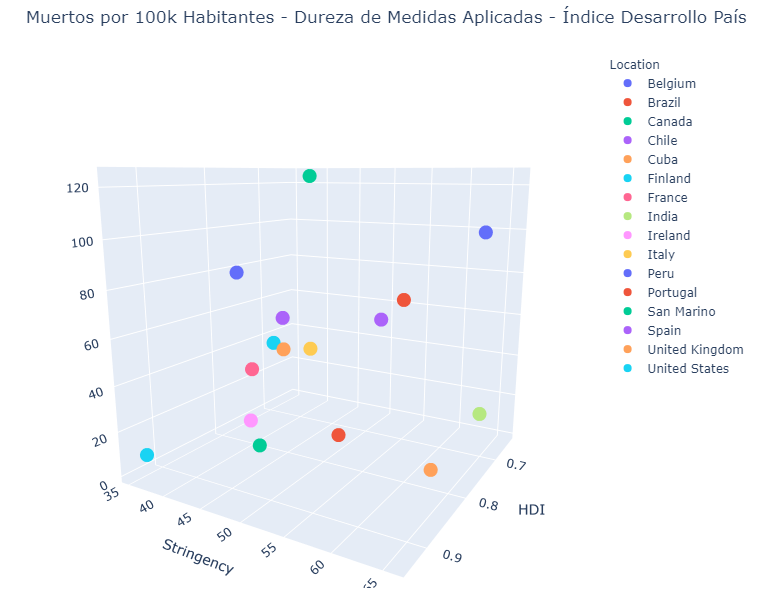 Muertos por 100k Habitantes - Dureza de Medidas Aplicadas - Índice Desarrollo País
Location
Belgium
Brazil
Canada
Chile
Cuba
Finland
France
India
Ireland
Italy
Peru
Portugal
San Marino
Spain
United Kingdom
United States
120
100
80
60
40
20
0
35
40
45
50
55
60
65
Stringency
0.7
0.8
0.9
HDI